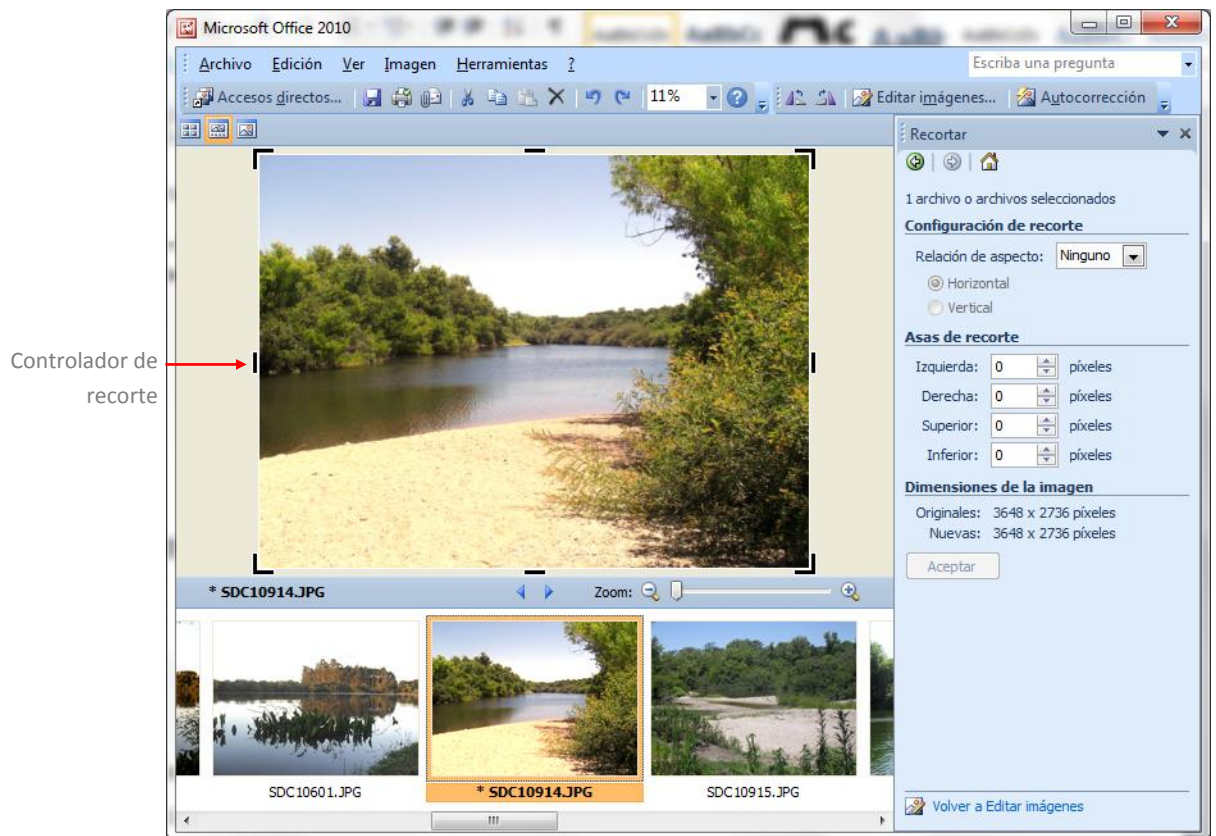 Microsoft Office 2010
Archivo Edición Ver Imagen Herramientas ?
Escriba una pregunta
Accesos directos... 11% Editar imágenes... Autocorrección
Recortar
1 archivo o archivos seleccionados
Configuración de recorte
Relación de aspecto: Ninguno
Horizontal
Vertical
Asas de recorte
Izquierda: 0 píxeles
Derecha: 0 píxeles
Superior: 0 píxeles
Inferior: 0 píxeles
Dimensiones de la imagen
Originales: 3648 x 2736 píxeles
Nuevas: 3648 x 2736 píxeles
Aceptar
Controlador de
recorte
* SDC10914.JPG Zoom:
SDC10601.JPG * SDC10914.JPG SDC10915.JPG
Volver a Editar imágenes